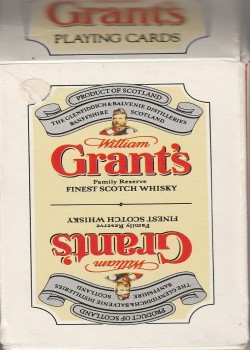 Grant's
PLAYING CARDS
PRODUCT OF SCOTLAND
THE GLENFIDDICH & BALVENIE DISTILLERIES
BANFFSHIRE SCOTLAND
William
Grant's
Family Reserve
FINEST SCOTCH WHISKY
FINEST SCOTCH WHISKY
Family Reserve
Grant's
William
BANFFSHIRE SCOTLAND
THE GLENFIDDICH & BALVENIE DISTILLERIES
PRODUCT OF SCOTLAND